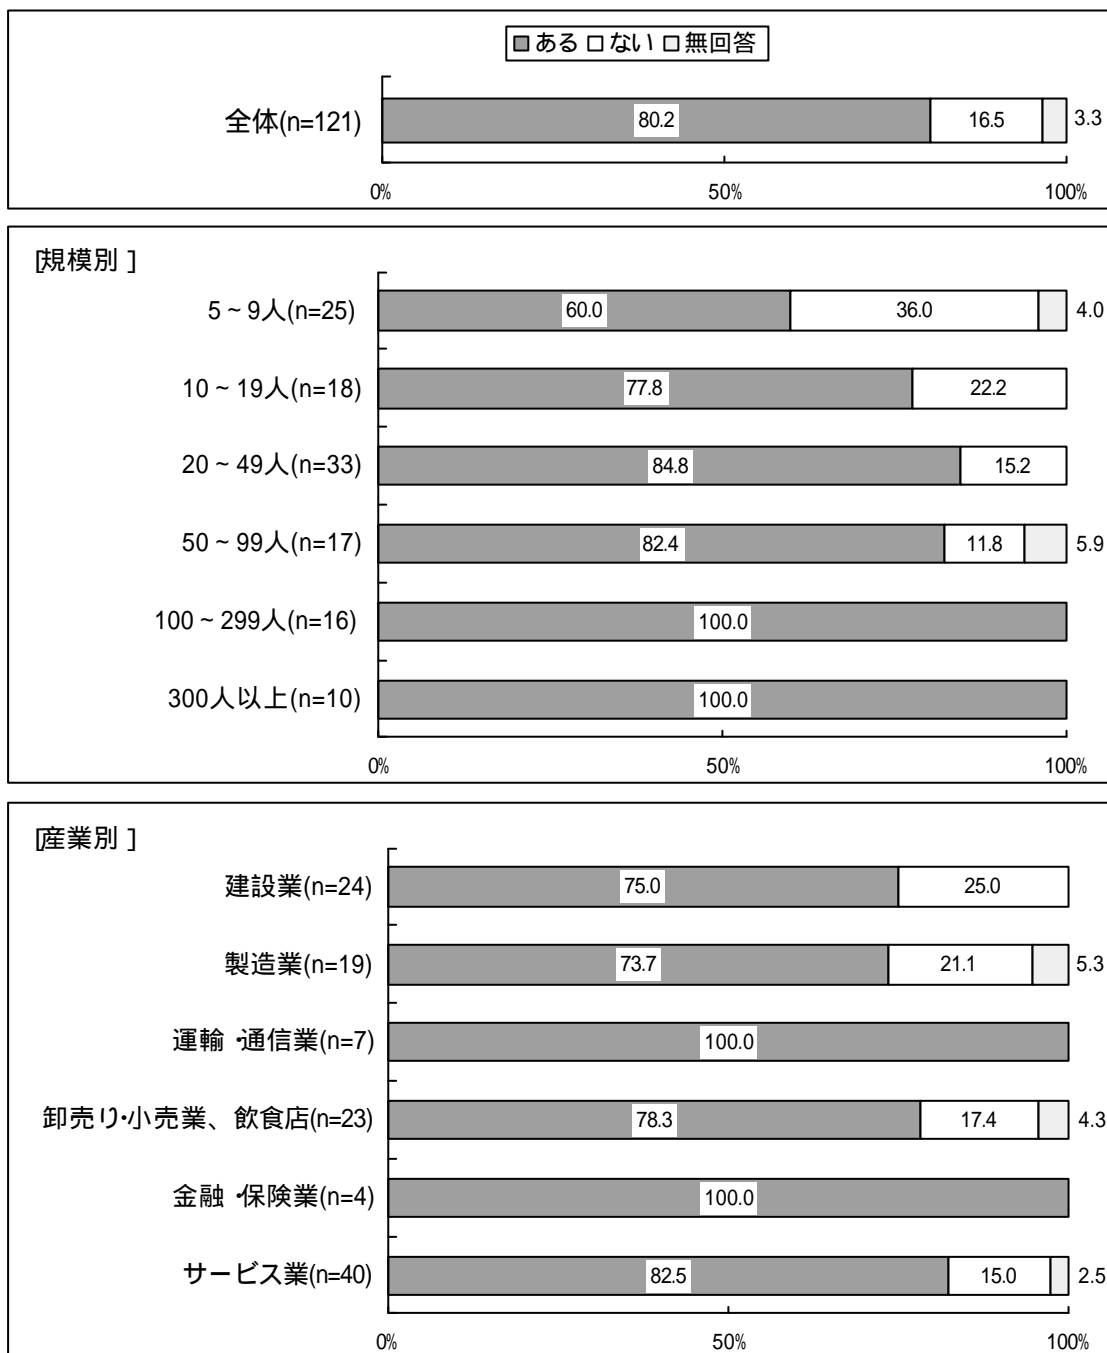 ■ある □ない □無回答
全体(n=121) 80.2 16.5 3.3
0% 50% 100%
[規模別]
5~9人(n=25) 60.0 36.0 4.0
10~19人(n=18) 77.8 22.2
20~49人(n=33) 84.8 15.2
50~99人(n=17) 82.4 11.8 5.9
100~299人(n=16) 100.0
300人以上(n=10) 100.0
0% 50% 100%
[産業別]
建設業(n=24) 75.0 25.0
製造業(n=19) 73.7 21.1 5.3
運輸・通信業(n=7) 100.0
卸売り・小売業、飲食店(n=23) 78.3 17.4 4.3
金融・保険業(n=4) 100.0
サービス業(n=40) 82.5 15.0 2.5
0% 50% 100%